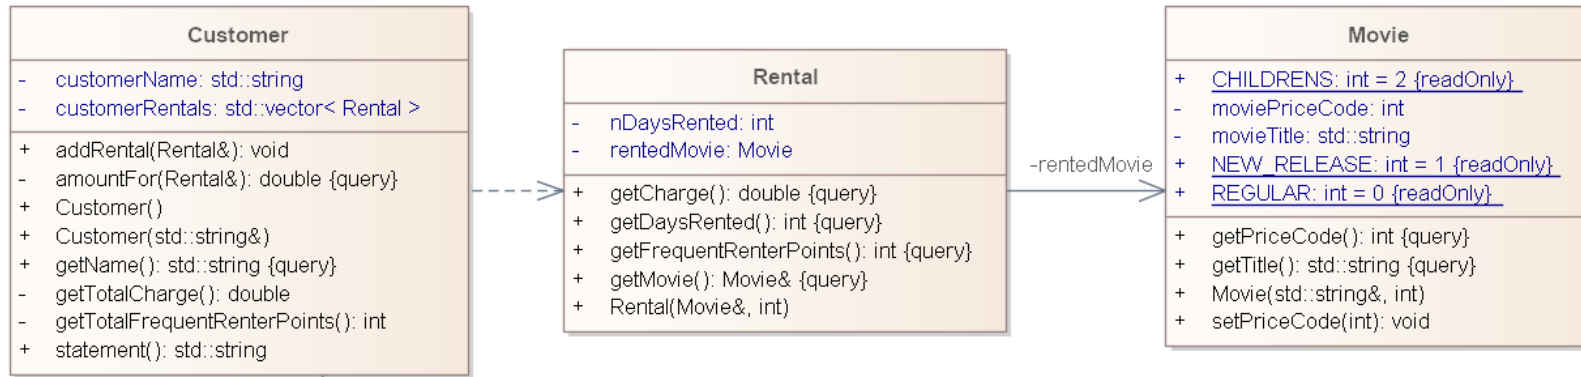 Customer
- customerName: std::string
- customerRentals: std::vector< Rental >
+ addRental(Rental&): void
- amountFor(Rental&): double {query}
+ Customer()
+ Customer(std::string&)
+ getName(): std::string {query}
- getTotalCharge(): double
- getTotalFrequentRenterPoints(): int
+ statement(): std::string
Rental
- nDaysRented: int
- rentedMovie: Movie
+ getCharge(): double {query}
+ getDaysRented(): int {query}
+ getFrequentRenterPoints(): int {query}
+ getMovie(): Movie& {query}
+ Rental(Movie&, int)
-rentedMovie
Movie
+ CHILDRENS: int = 2 {readOnly}
- moviePriceCode: int
- movieTitle: std::string
+ NEW_RELEASE: int = 1 {readOnly}
+ REGULAR: int = 0 {readOnly}
+ getPriceCode(): int {query}
+ getTitle(): std::string {query}
+ Movie(std::string&, int)
+ setPriceCode(int): void